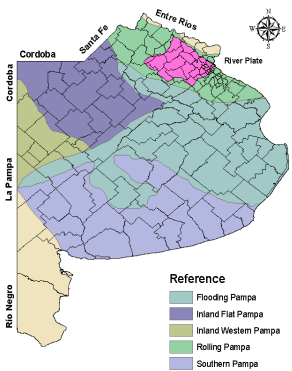 Entre Rios
N
W E
S
Santa Fe
Cordoba
River Plate
Cordoba
La Pampa
Rio Negro
Reference
Flooding Pampa
Inland Flat Pampa
Inland Western Pampa
Rolling Pampa
Southern Pampa